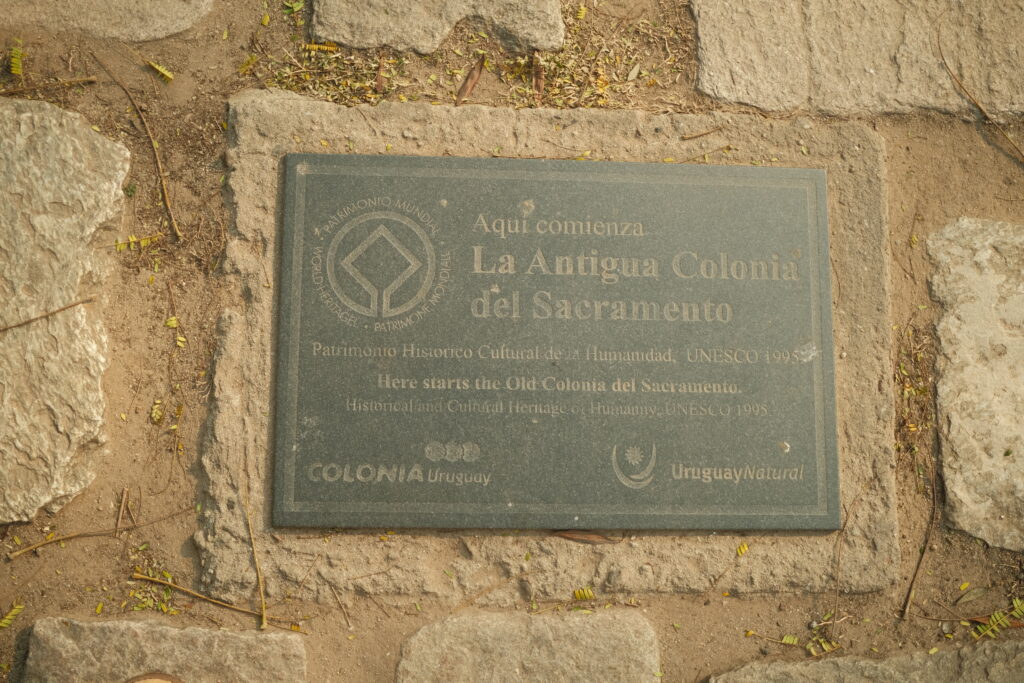 PATRIMONIO MUNDIAL • WORLD HERITAGE • PATRIMOINE MONDIAL •
Aquí comienza
La Antigua Colonia
del Sacramento
Patrimonio Historico Cultural de la Humanidad, UNESCO 1995
Here starts the Old Colonia del Sacramento.
Historical and Cultural Heritage of Humanity, UNESCO 1995
COLONIA Uruguay
UruguayNatural